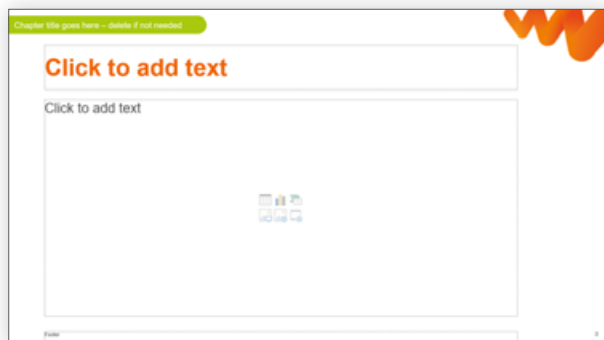 Chapter title goes here – delete if not needed
Click to add text
Click to add text
Footer
3